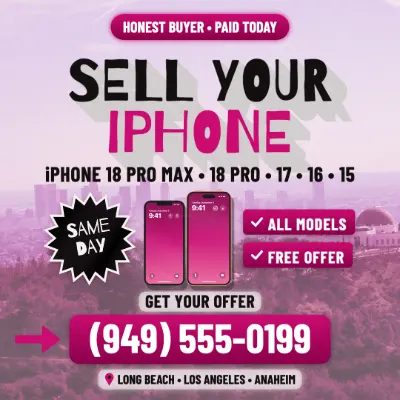 HONEST BUYER • PAID TODAY
SELL YOUR
IPHONE
iPHONE 18 PRO MAX • 18 PRO • 17 • 16 • 15
SAME
DAY
9:41
9:41
✓ ALL MODELS
✓ FREE OFFER
GET YOUR OFFER
(949) 555-0199
LONG BEACH • LOS ANGELES • ANAHEIM